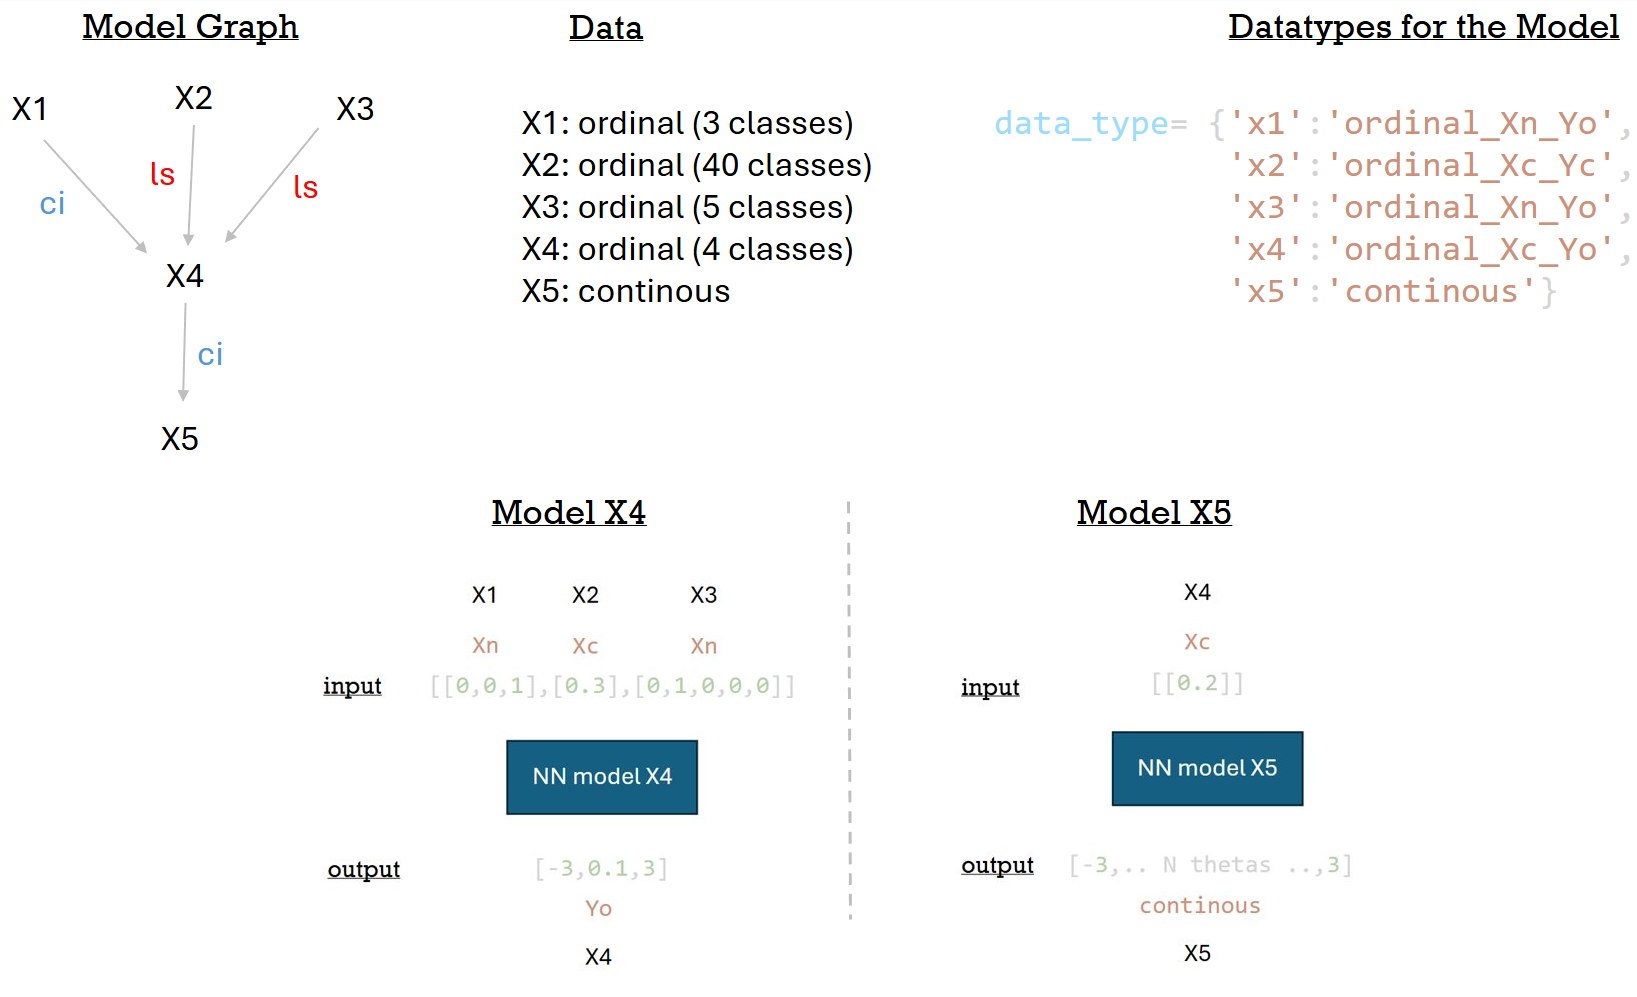 Model Graph
X1
X2
X3
ci
ls
ls
X4
ci
X5
Data
X1: ordinal (3 classes)
X2: ordinal (40 classes)
X3: ordinal (5 classes)
X4: ordinal (4 classes)
X5: continous
Datatypes for the Model
data_type= {'x1':'ordinal_Xn_Yo',
'x2':'ordinal_Xc_Yc',
'x3':'ordinal_Xn_Yo',
'x4':'ordinal_Xc_Yo',
'x5':'continous'}
Model X4
X1 X2 X3
Xn Xc Xn
input [[0,0,1],[0.3],[0,1,0,0,0]]
NN model X4
output [-3,0.1,3]
Yo
X4
Model X5
X4
Xc
input [[0.2]]
NN model X5
output [-3,.. N thetas ..,3]
continous
X5